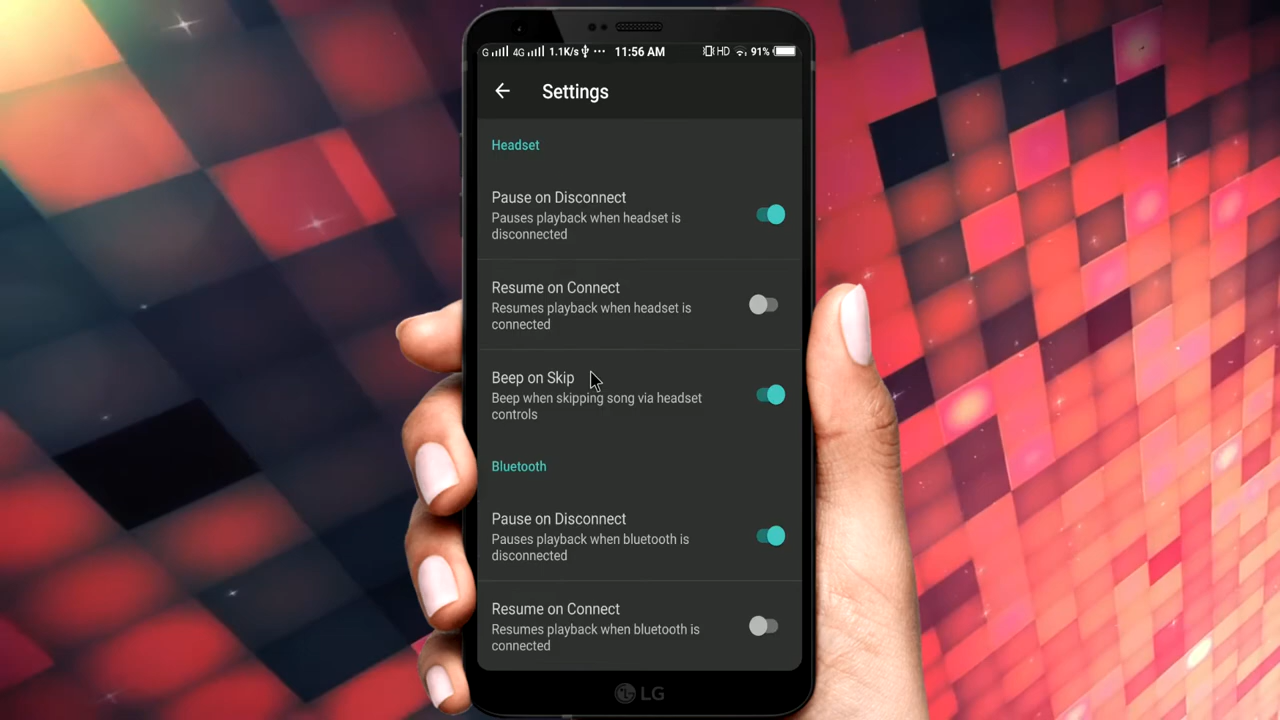 G 4G 1.1K/s ... 11:56 AM HD 91%
Settings
Headset
Pause on Disconnect
Pauses playback when headset is
disconnected
Resume on Connect
Resumes playback when headset is
connected
Beep on Skip
Beep when skipping song via headset
controls
Bluetooth
Pause on Disconnect
Pauses playback when bluetooth is
disconnected
Resume on Connect
Resumes playback when bluetooth is
connected
LG